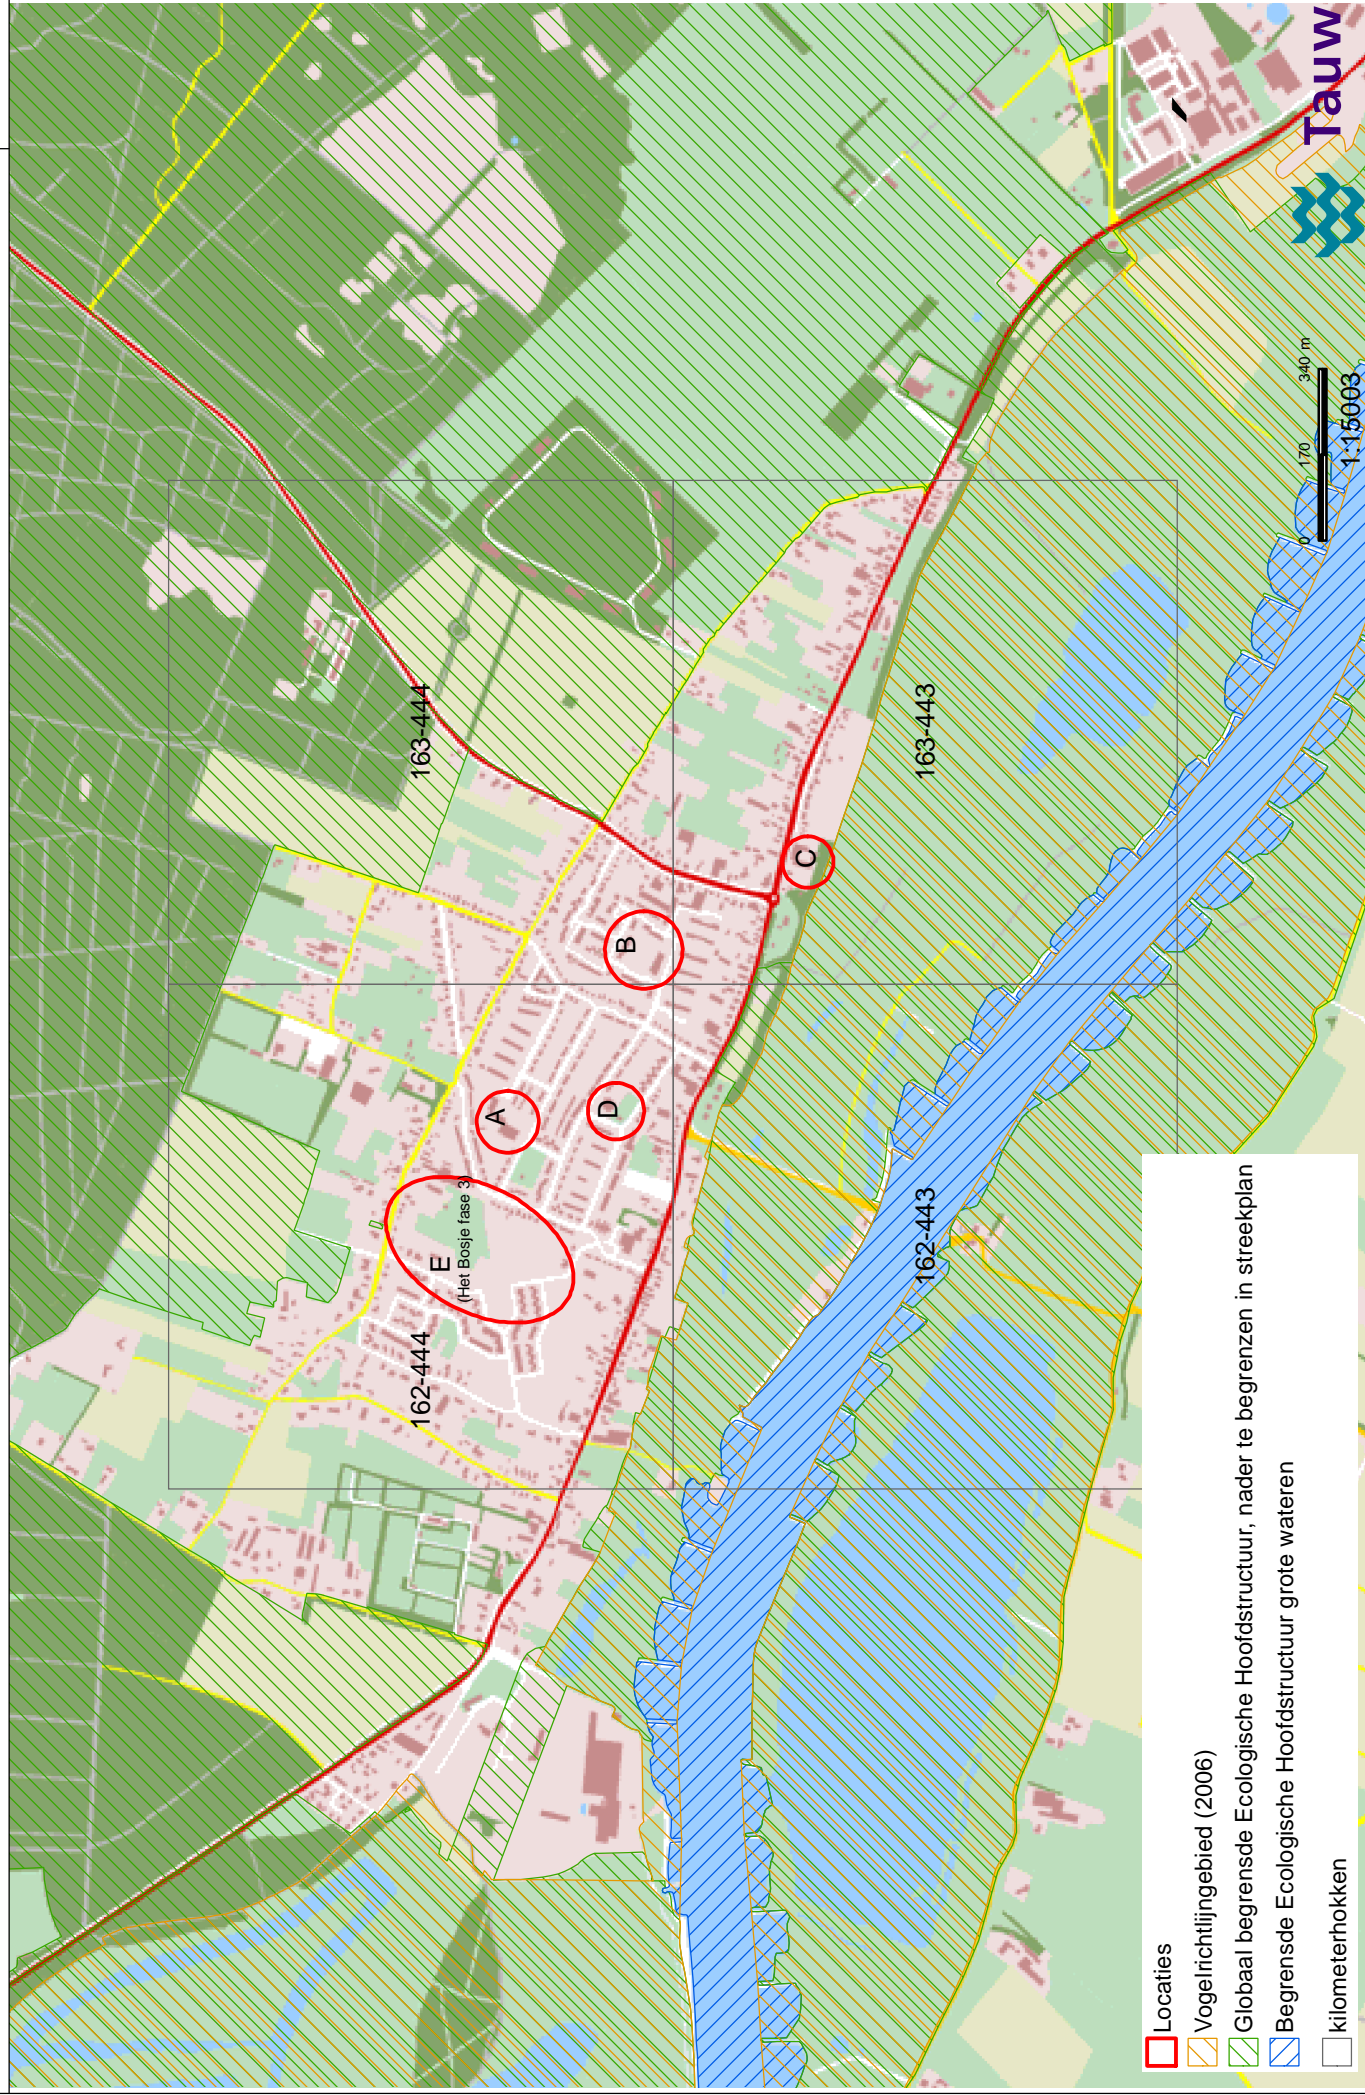 162-444
163-444
E
(Het Bosje fase 3)
A
D
B
C
162-443
163-443
Locaties
Vogelrichtlijngebied (2006)
Globaal begrensde Ecologische Hoofdstructuur, nader te begrenzen in streekplan
Begrensde Ecologische Hoofdstructuur grote wateren
kilometerhokken
0 170 340 m
1:15003
Tauw